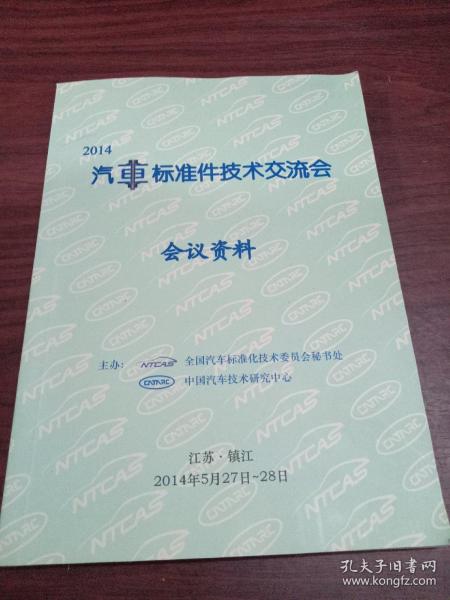 2014
汽車标准件技术交流会
会议资料
主办: NTCAS 全国汽车标准化技术委员会秘书处
CATARC 中国汽车技术研究中心
江苏·镇江
2014年5月27日~28日
孔夫子旧书网
www.kongfz.com